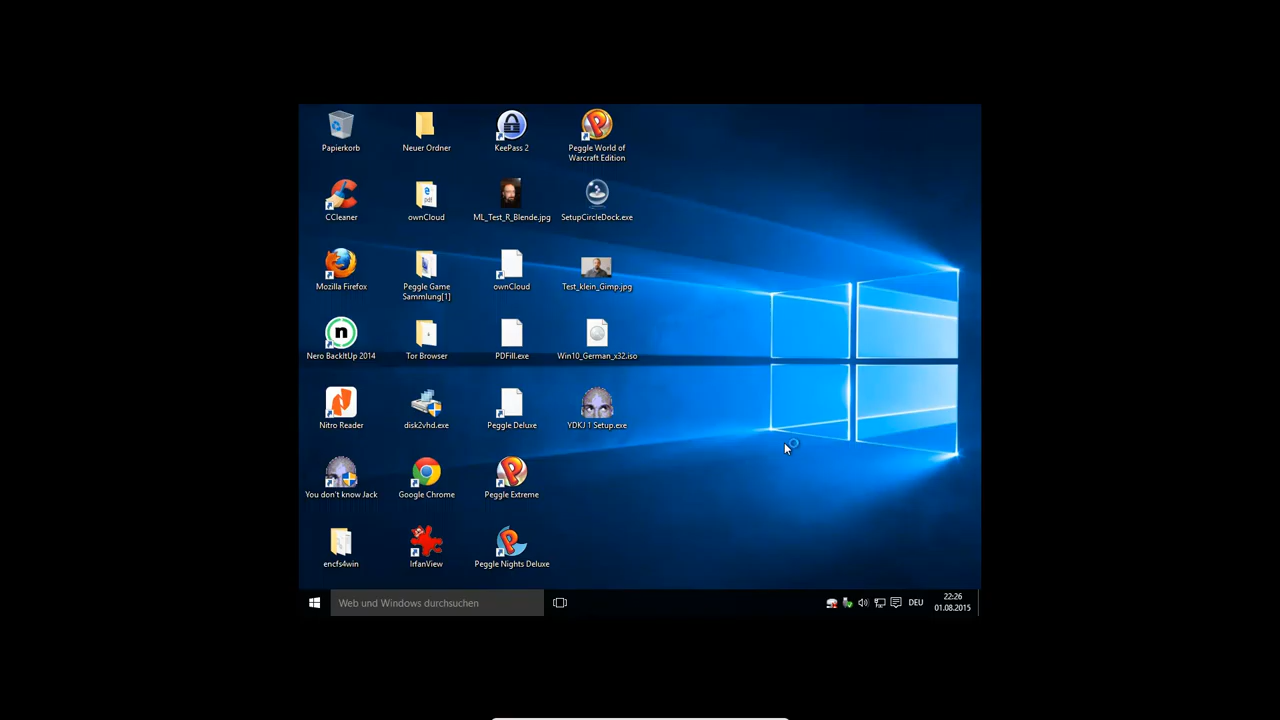 Papierkorb
Neuer Ordner
KeePass 2
Peggle World of
Warcraft Edition
CCleaner
ownCloud
ML_Test_R_Blende.jpg
SetupCircleDock.exe
Mozilla Firefox
Peggle Game
Sammlung[1]
ownCloud
Test_klein_Gimp.jpg
Nero BackItUp 2014
Tor Browser
PDFill.exe
Win10_German_x32.iso
Nitro Reader
disk2vhd.exe
Peggle Deluxe
YDKJ 1 Setup.exe
You don't know Jack
Google Chrome
Peggle Extreme
encfs4win
IrfanView
Peggle Nights Deluxe
Web und Windows durchsuchen
DEU
22:26
01.08.2015